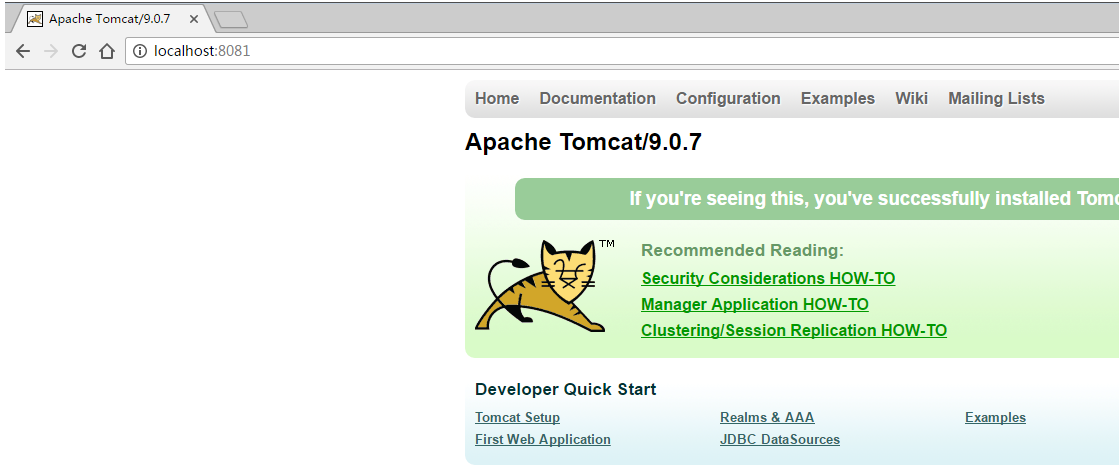 Apache Tomcat/9.0.7
localhost:8081
Home Documentation Configuration Examples Wiki Mailing Lists
Apache Tomcat/9.0.7
If you're seeing this, you've successfully installed Tomc
TM
Recommended Reading:
Security Considerations HOW-TO
Manager Application HOW-TO
Clustering/Session Replication HOW-TO
Developer Quick Start
Tomcat Setup Realms & AAA Examples
First Web Application JDBC DataSources